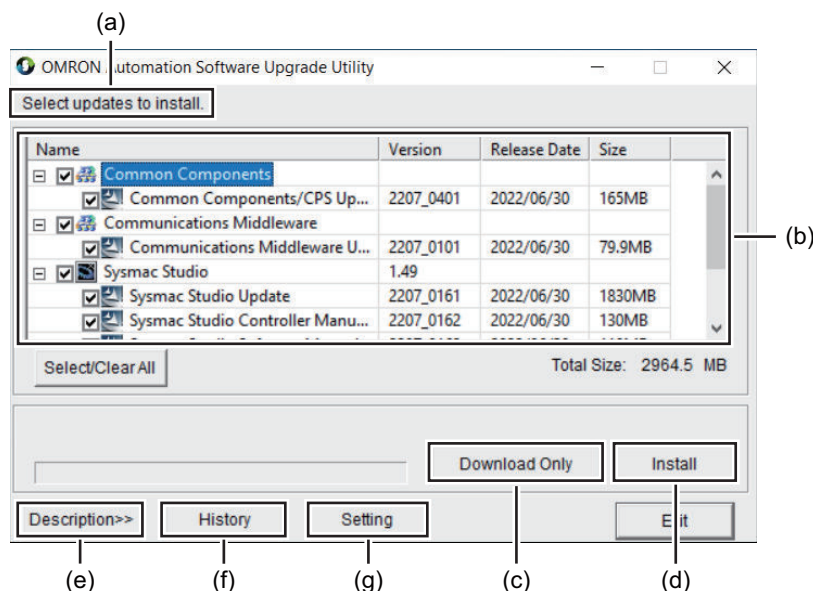 (a)
OMRON Automation Software Upgrade Utility
Select updates to install.
Name Version Release Date Size
Common Components
Common Components/CPS Up... 2207_0401 2022/06/30 165MB
Communications Middleware
Communications Middleware U... 2207_0101 2022/06/30 79.9MB
(b)
Sysmac Studio 1.49
Sysmac Studio Update 2207_0161 2022/06/30 1830MB
Sysmac Studio Controller Manu... 2207_0162 2022/06/30 130MB
Select/Clear All Total Size: 2964.5 MB
Download Only Install
Description>> History Setting Exit
(e) (f) (g) (c) (d)